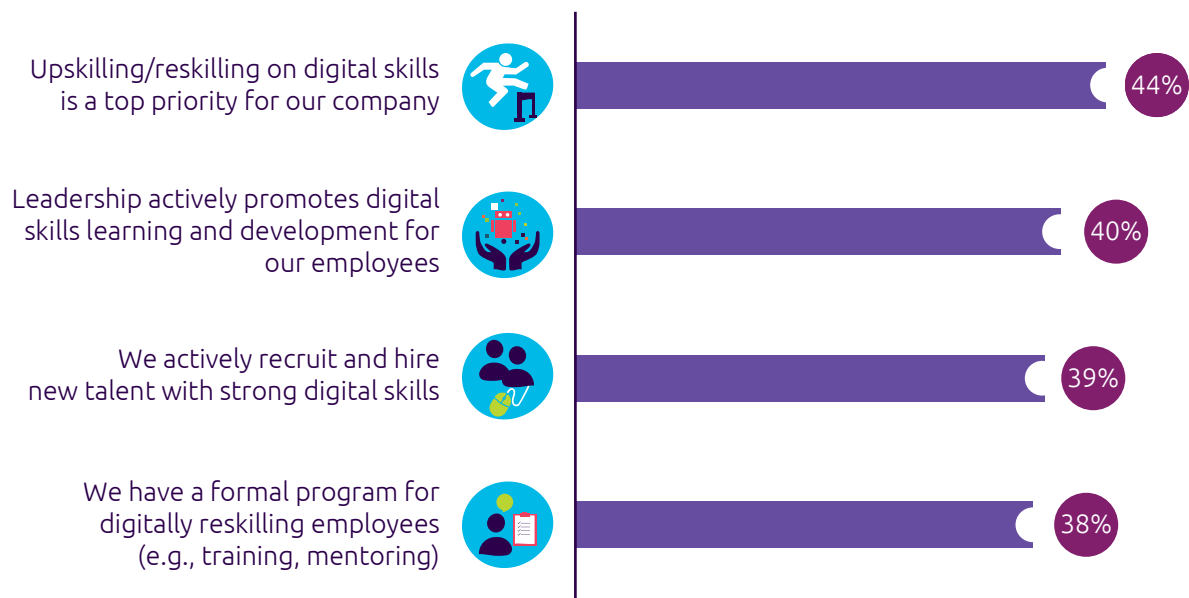 Upskilling/reskilling on digital skills
is a top priority for our company
44%
Leadership actively promotes digital
skills learning and development for
our employees
40%
We actively recruit and hire
new talent with strong digital skills
39%
We have a formal program for
digitally reskilling employees
(e.g., training, mentoring)
38%